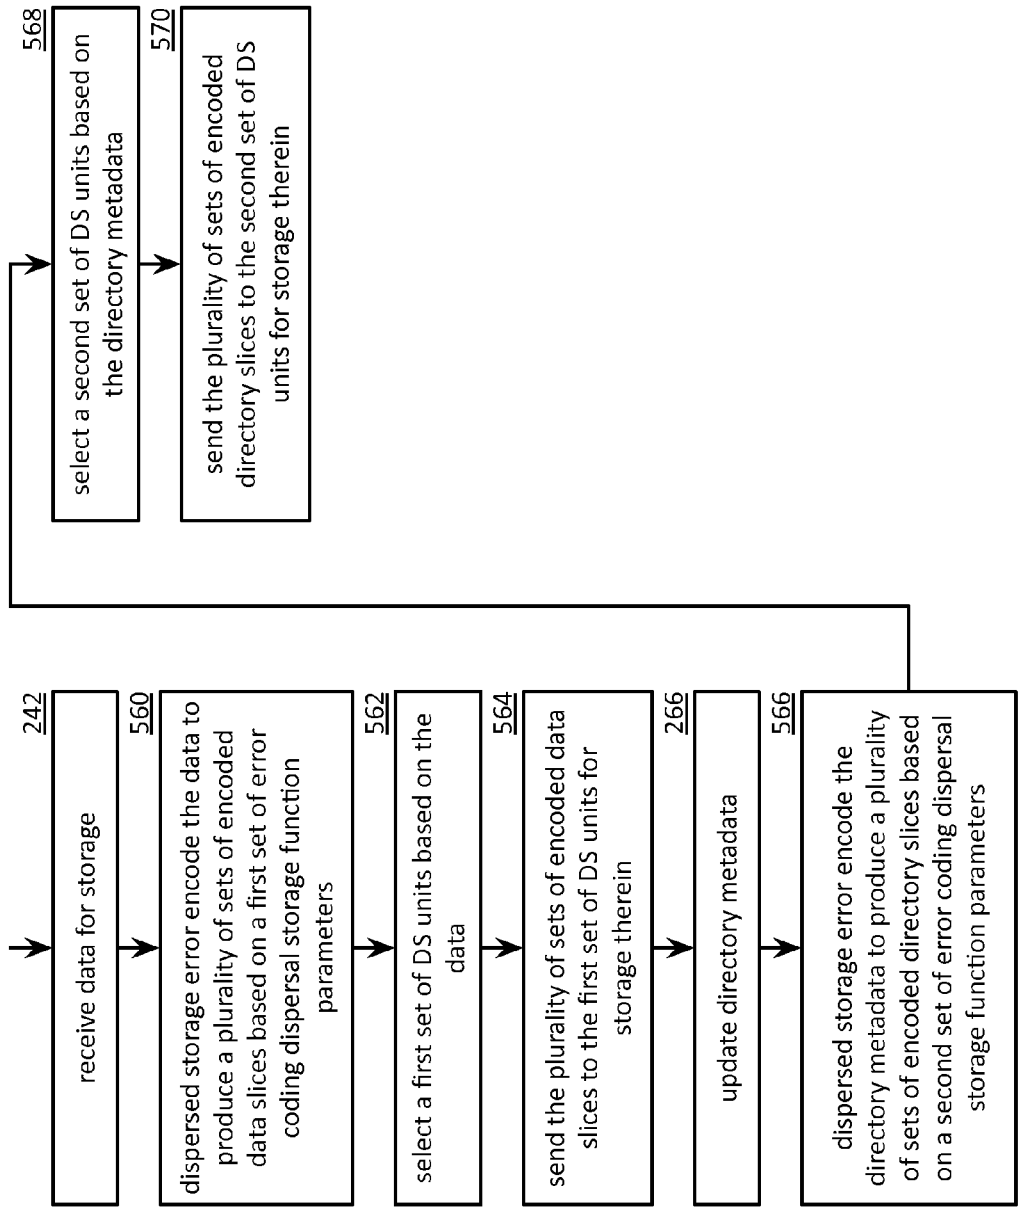 242
receive data for storage
560
dispersed storage error encode the data to
produce a plurality of sets of encoded
data slices based on a first set of error
coding dispersal storage function
parameters
562
select a first set of DS units based on the
data
564
send the plurality of sets of encoded data
slices to the first set of DS units for
storage therein
266
update directory metadata
566
dispersed storage error encode the
directory metadata to produce a plurality
of sets of encoded directory slices based
on a second set of error coding dispersal
storage function parameters
568
select a second set of DS units based on
the directory metadata
570
send the plurality of sets of encoded
directory slices to the second set of DS
units for storage therein